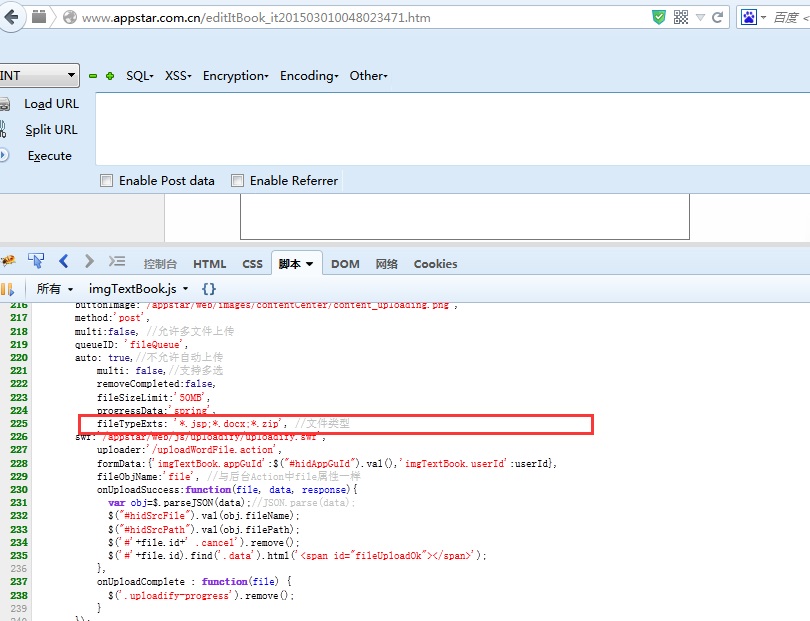 www.appstar.com.cn/editItBook_it201503010048023471.htm
百度
INT SQL XSS Encryption Encoding Other
Load URL
Split URL
Execute
Enable Post data Enable Referrer
控制台 HTML CSS 脚本 DOM 网络 Cookies
所有 imgTextBook.js {}
216 buttonImage:'/appstar/web/images/contentCenter/content_uploading.png',
217 method:'post',
218 multi:false, //允许多文件上传
219 queueID: 'fileQueue',
220 auto: true,//不允许自动上传
221 multi: false,//支持多选
222 removeCompleted:false,
223 fileSizeLimit:'50MB',
224 progressData:'spring',
225 fileTypeExts: '*.jsp;*.docx;*.zip', //文件类型
226 swf:'/appstar/web/js/uploadify/uploadify.swf',
227 uploader:'/uploadWordFile.action',
228 formData:{'imgTextBook.appGuId':$("#hidAppGuId").val(),'imgTextBook.userId':userId},
229 fileObjName:'file', //与后台Action中file属性一样
230 onUploadSuccess:function(file, data, response){
231 var obj=$.parseJSON(data);//JSON.parse(data);
232 $("#hidSrcFile").val(obj.fileName);
233 $("#hidSrcPath").val(obj.filePath);
234 $('#'+file.id+' .cancel').remove();
235 $('#'+file.id).find('.data').html('<span id="fileUploadOk"></span>');
236 },
237 onUploadComplete : function(file) {
238 $('.uploadify-progress').remove();
239 }
240 });